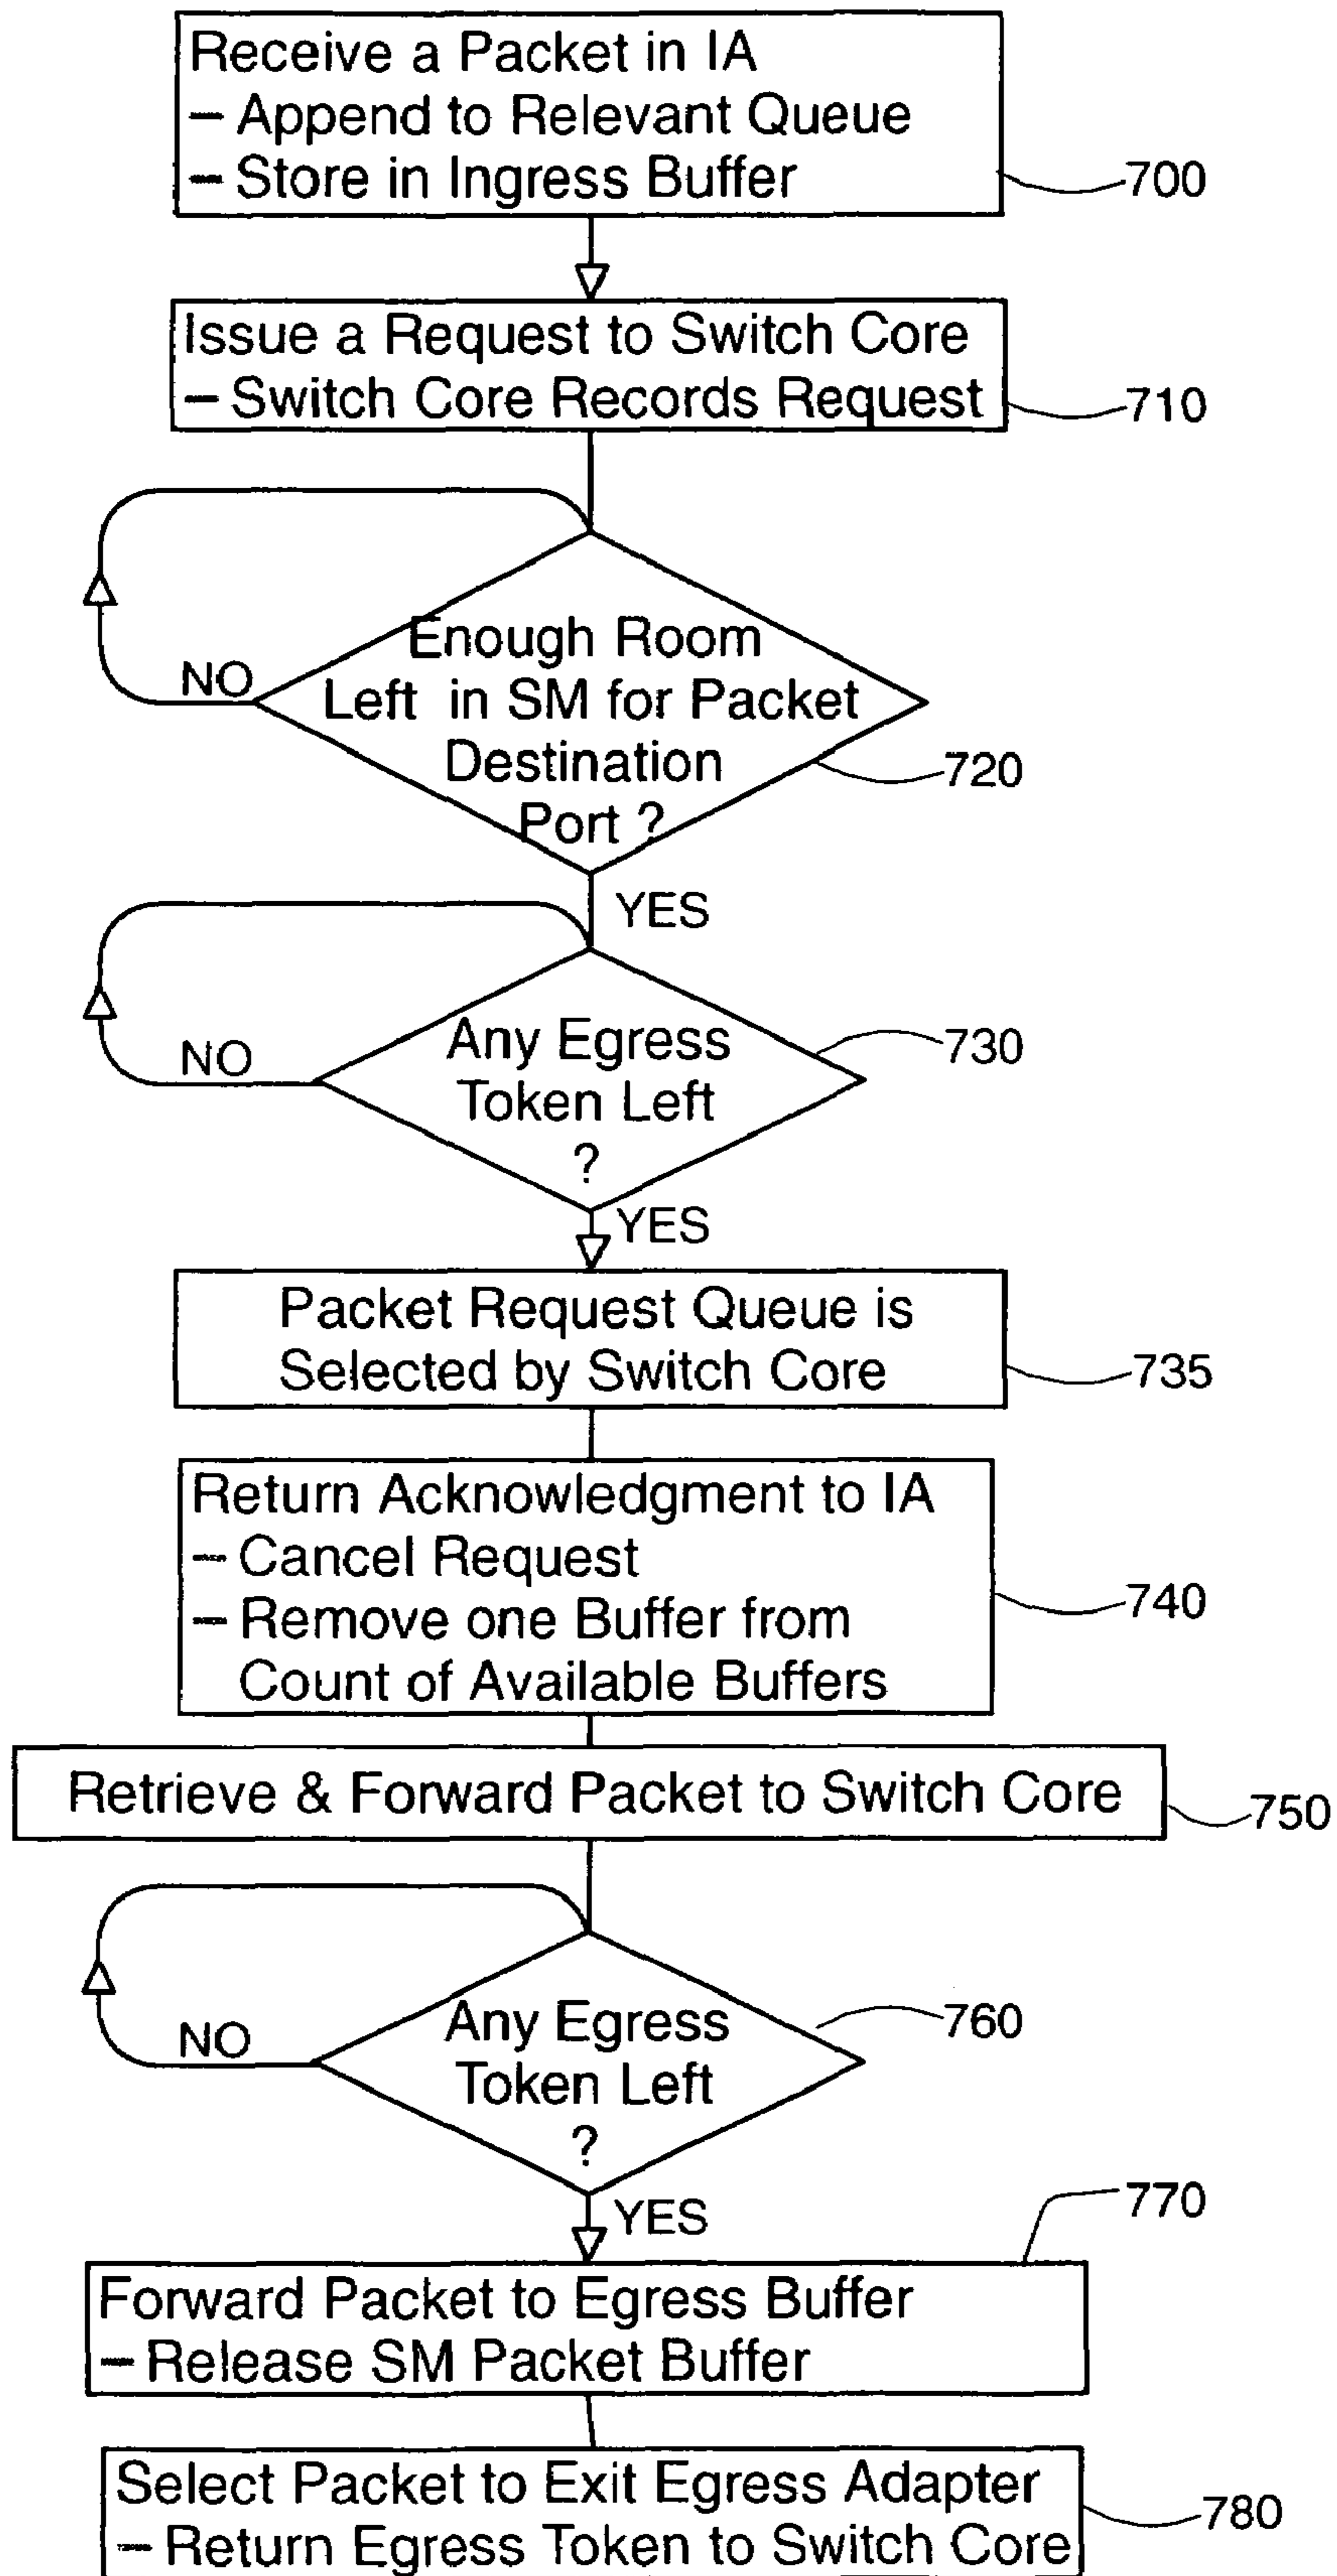 Receive a Packet in IA
– Append to Relevant Queue
– Store in Ingress Buffer
700
Issue a Request to Switch Core
– Switch Core Records Request
710
Enough Room
Left in SM for Packet
Destination
Port ?
NO
720
YES
Any Egress
Token Left
?
NO
730
YES
Packet Request Queue is
Selected by Switch Core
735
Return Acknowledgment to IA
– Cancel Request
– Remove one Buffer from
Count of Available Buffers
740
Retrieve & Forward Packet to Switch Core
750
Any Egress
Token Left
?
NO
760
YES
770
Forward Packet to Egress Buffer
– Release SM Packet Buffer
Select Packet to Exit Egress Adapter
– Return Egress Token to Switch Core
780